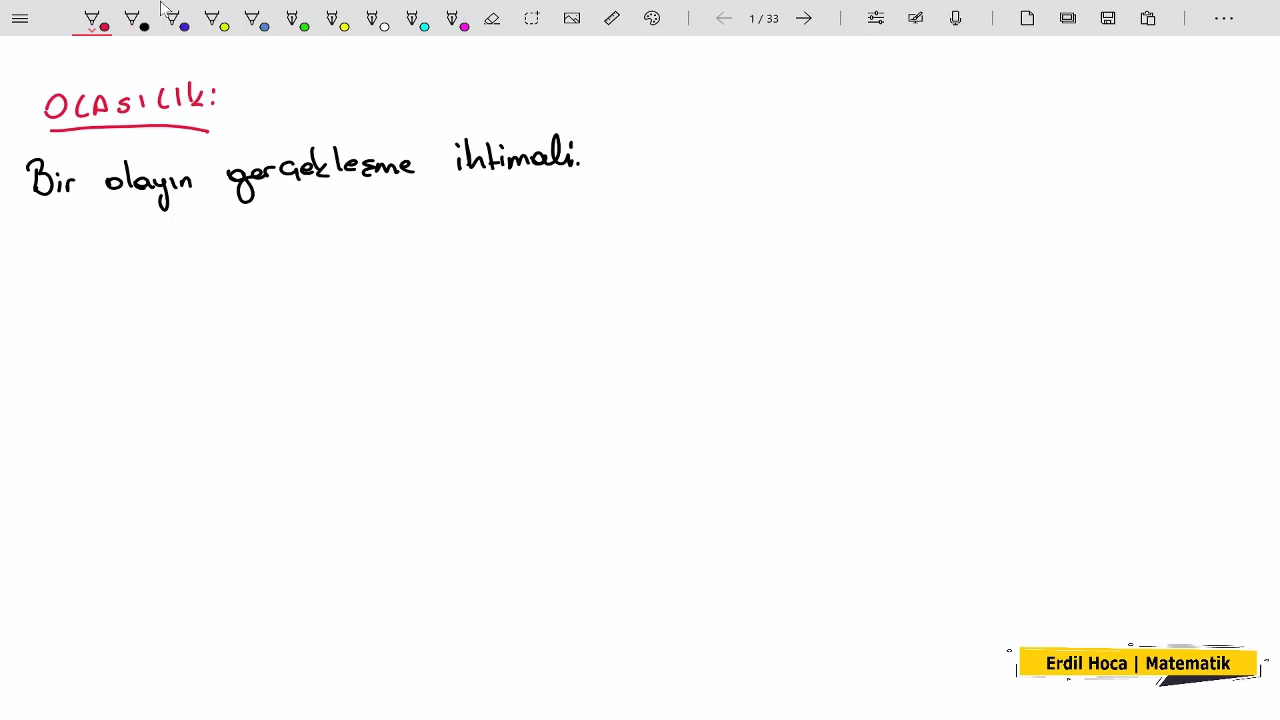 1 / 33
OLASILIK:
Bir olayın gerçekleşme ihtimali.
Erdil Hoca | Matematik